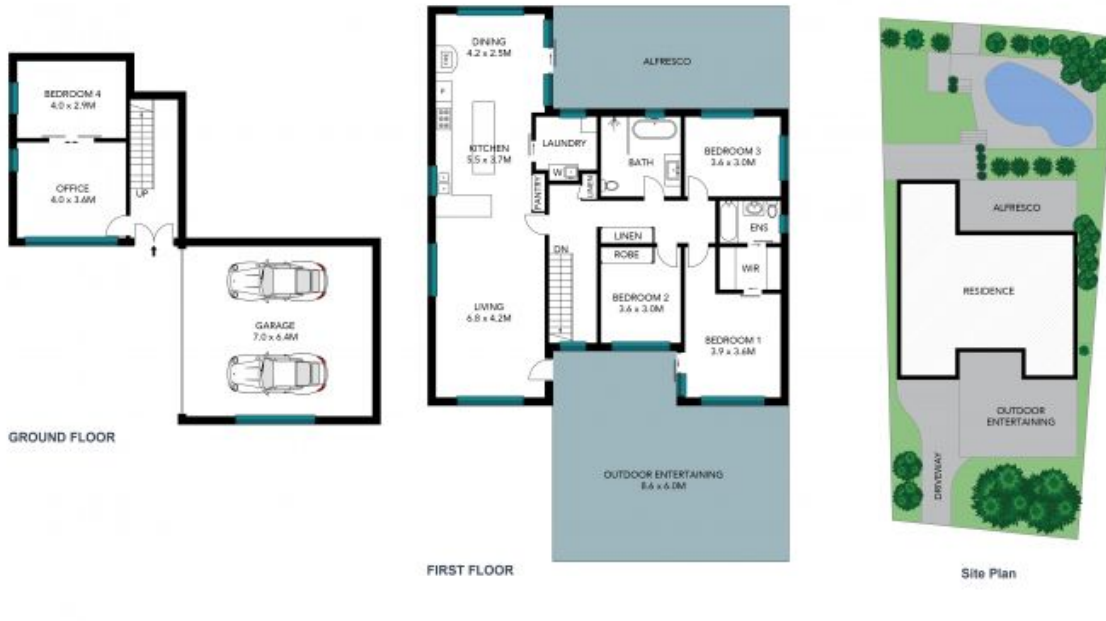 BEDROOM 4
4.0 x 2.9M
OFFICE
4.0 x 3.6M
UP
GARAGE
7.0 x 6.4M
GROUND FLOOR
DINING
4.2 x 2.5M
ALFRESCO
P
KITCHEN
5.5 x 3.7M
LAUNDRY
W
PANTRY
LINEN
BATH
BEDROOM 3
3.6 x 3.0M
ENS
LINEN
ROBE
WIR
DN
BEDROOM 2
3.6 x 3.0M
LIVING
6.8 x 4.2M
BEDROOM 1
3.9 x 3.6M
OUTDOOR ENTERTAINING
8.6 x 6.0M
FIRST FLOOR
ALFRESCO
RESIDENCE
OUTDOOR
ENTERTAINING
DRIVEWAY
Site Plan